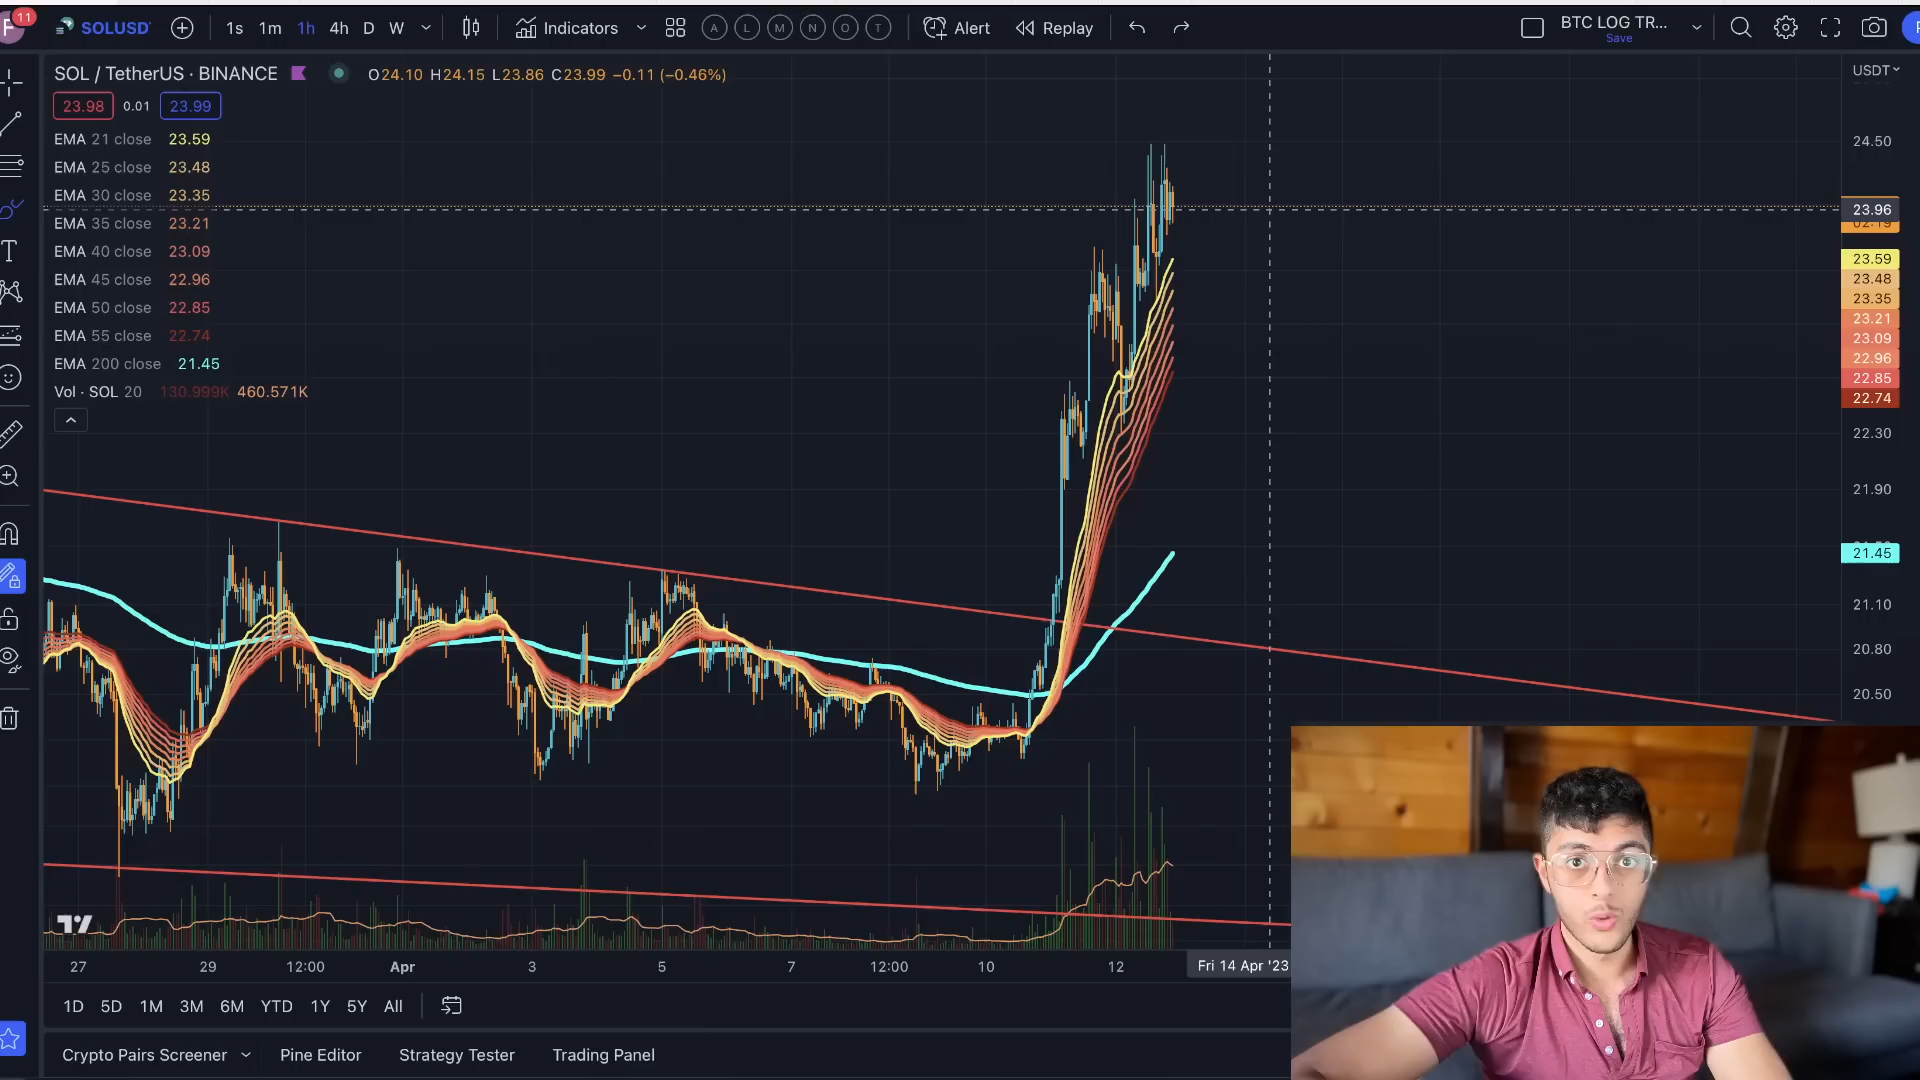 11
F
SOLUSD
1s 1m 1h 4h D W
Indicators
A L M N O T
Alert
Replay
BTC LOG TR...
Save
SOL / TetherUS · BINANCE
O24.10 H24.15 L23.86 C23.99 −0.11 (−0.46%)
USDT
23.98 0.01 23.99
EMA 21 close 23.59
EMA 25 close 23.48
EMA 30 close 23.35
EMA 35 close 23.21
EMA 40 close 23.09
EMA 45 close 22.96
EMA 50 close 22.85
EMA 55 close 22.74
EMA 200 close 21.45
Vol · SOL 20 130.999K 460.571K
24.50
23.96
02:19
23.59
23.48
23.35
23.21
23.09
22.96
22.85
22.74
22.30
21.90
21.45
21.10
20.80
20.50
27 29 12:00 Apr 3 5 7 12:00 10 12 Fri 14 Apr '23
1D 5D 1M 3M 6M YTD 1Y 5Y All
Crypto Pairs Screener Pine Editor Strategy Tester Trading Panel